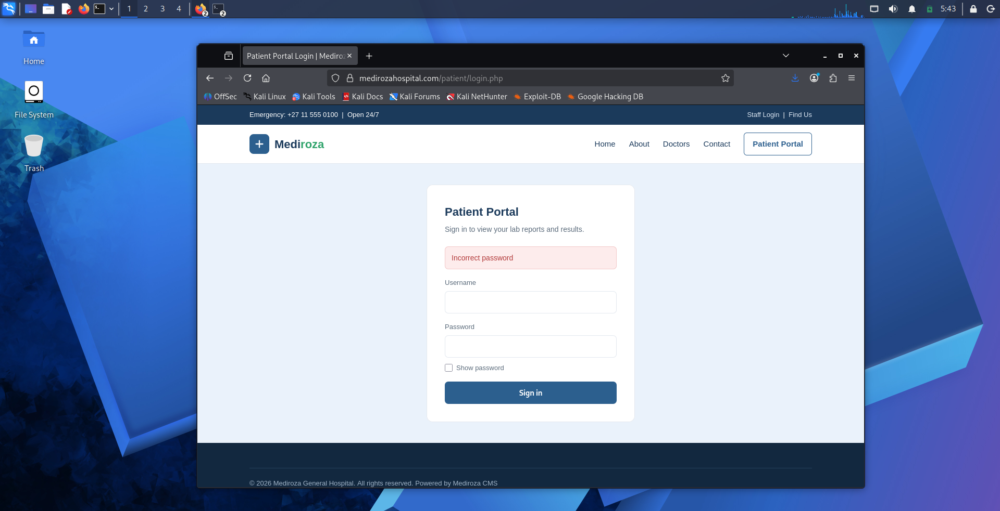 1 2 3 4 2 2 5:43
Home
File System
Trash
Patient Portal Login | Mediroz
medirozahospital.com/patient/login.php
OffSec Kali Linux Kali Tools Kali Docs Kali Forums Kali NetHunter Exploit-DB Google Hacking DB
Emergency: +27 11 555 0100 | Open 24/7 Staff Login | Find Us
Mediroza Home About Doctors Contact Patient Portal
Patient Portal
Sign in to view your lab reports and results.
Incorrect password
Username
Password
Show password
Sign in
© 2026 Mediroza General Hospital. All rights reserved. Powered by Mediroza CMS